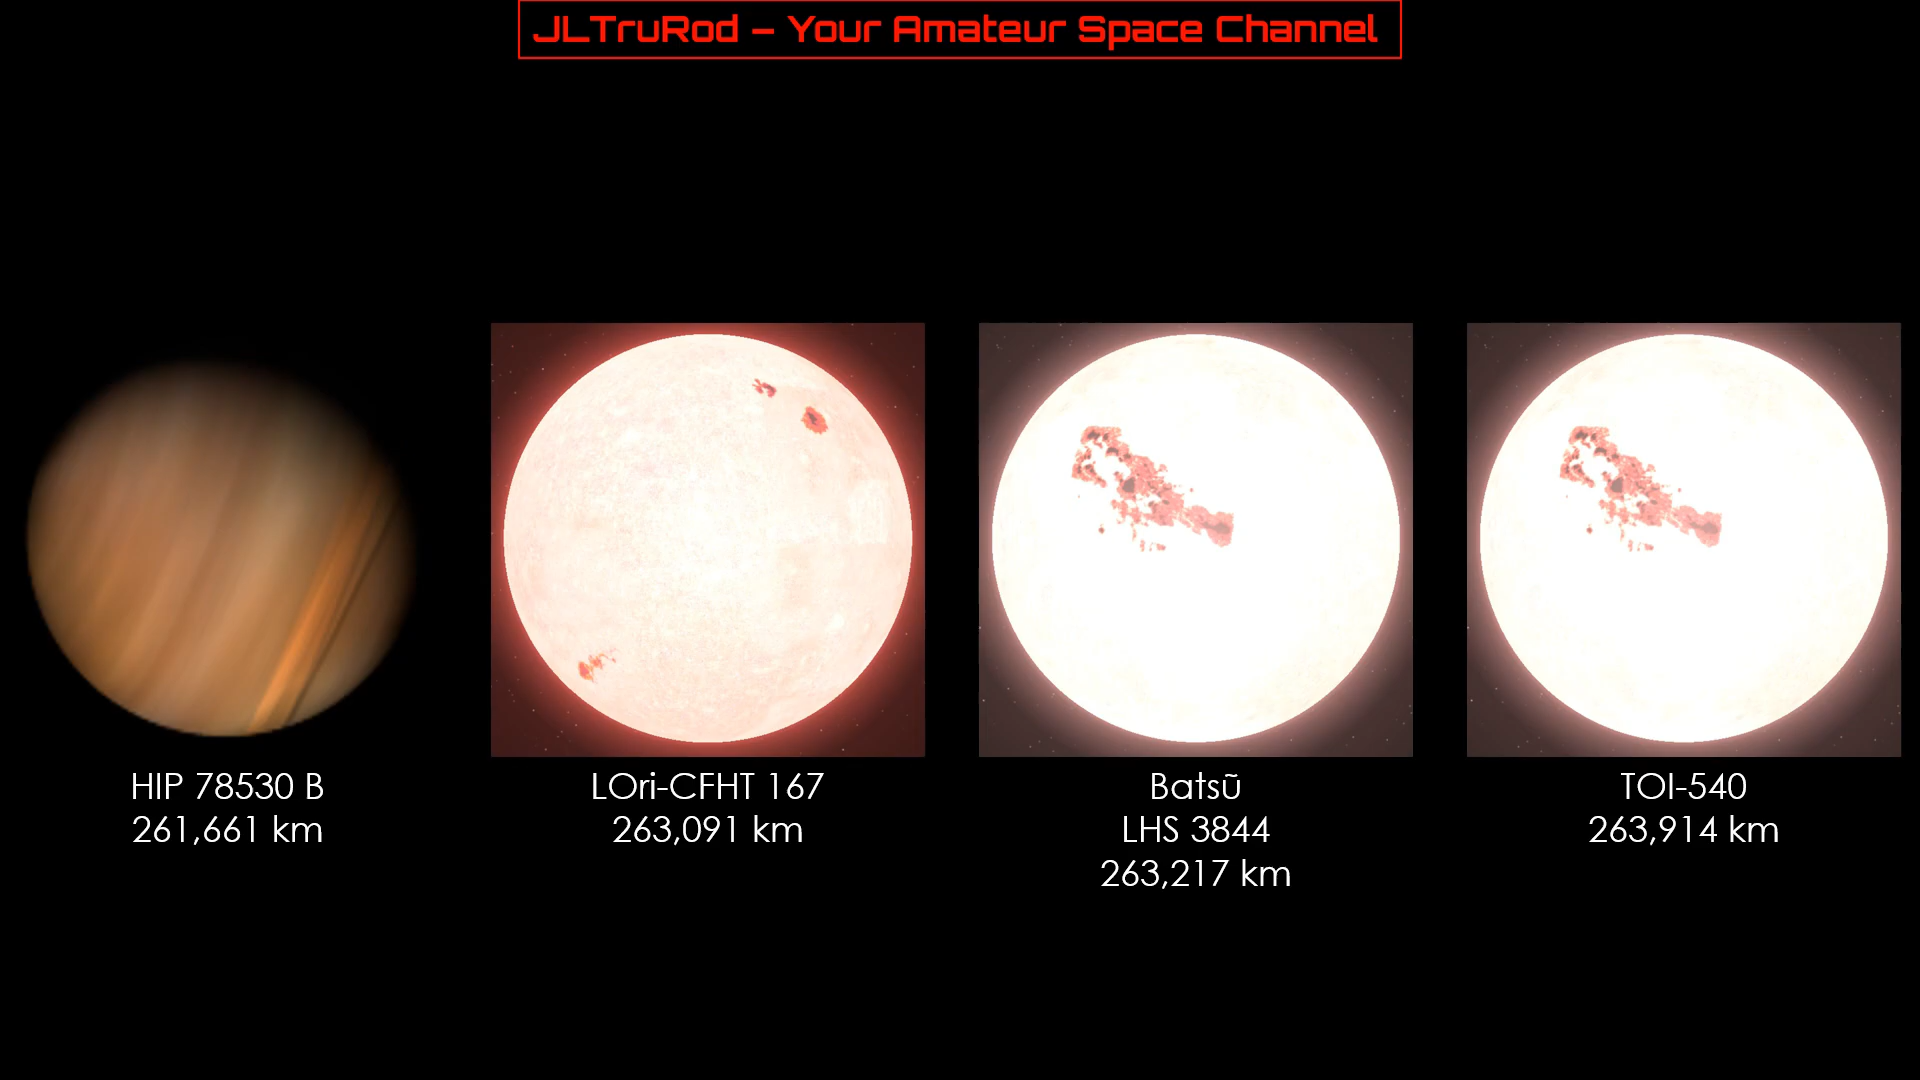 JLTruRod – Your Amateur Space Channel
HIP 78530 B
261,661 km
LOri-CFHT 167
263,091 km
Batsũ
LHS 3844
263,217 km
TOI-540
263,914 km